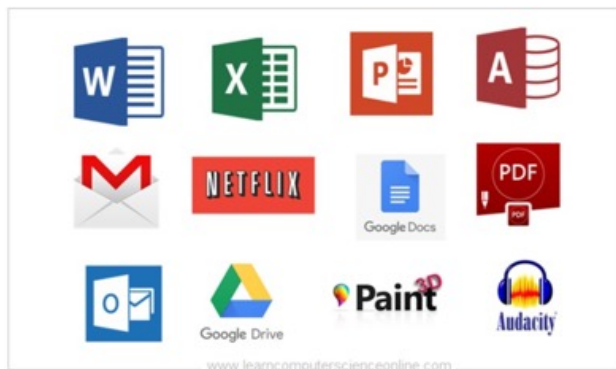 W X P A
M NETFLIX Google Docs PDF
PDF
O Google Drive Paint 3D Audacity
www.learncomputerscienceonline.com